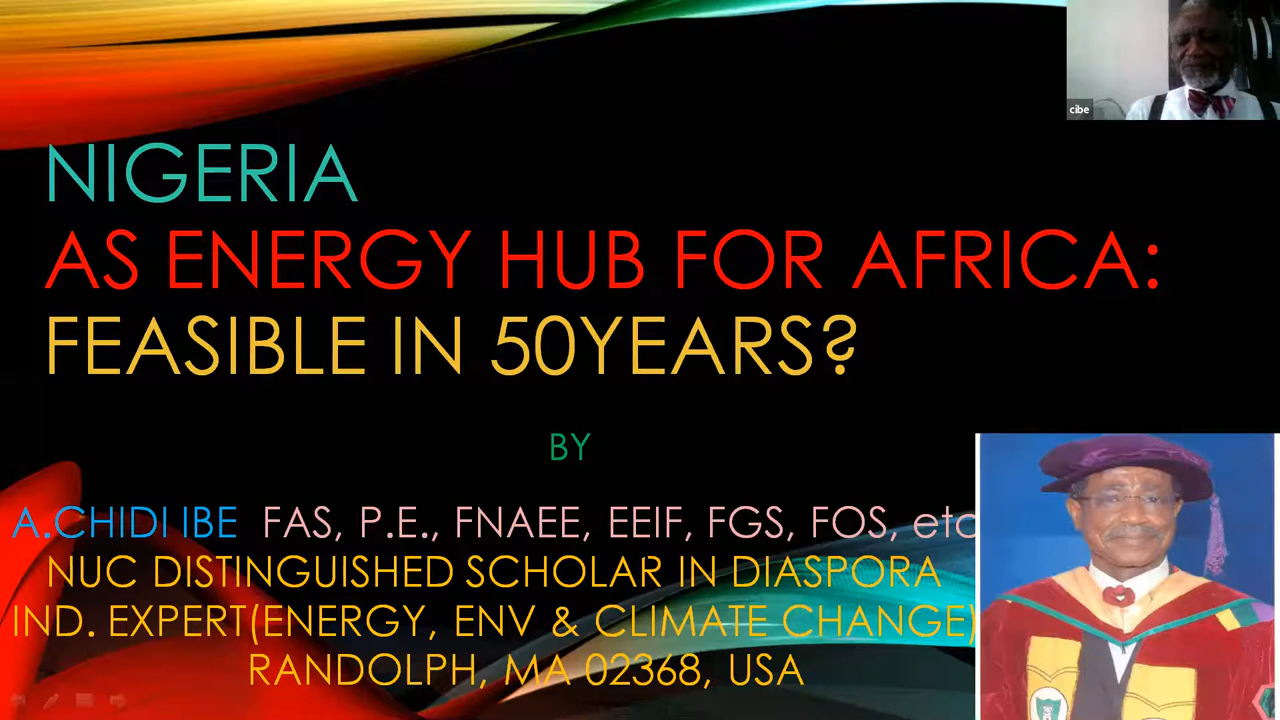 cibe
NIGERIA
AS ENERGY HUB FOR AFRICA:
FEASIBLE IN 50YEARS?
BY
A.CHIDI IBE FAS, P.E., FNAEE, EEIF, FGS, FOS, etc
NUC DISTINGUISHED SCHOLAR IN DIASPORA
IND. EXPERT(ENERGY, ENV & CLIMATE CHANGE)
RANDOLPH, MA 02368, USA